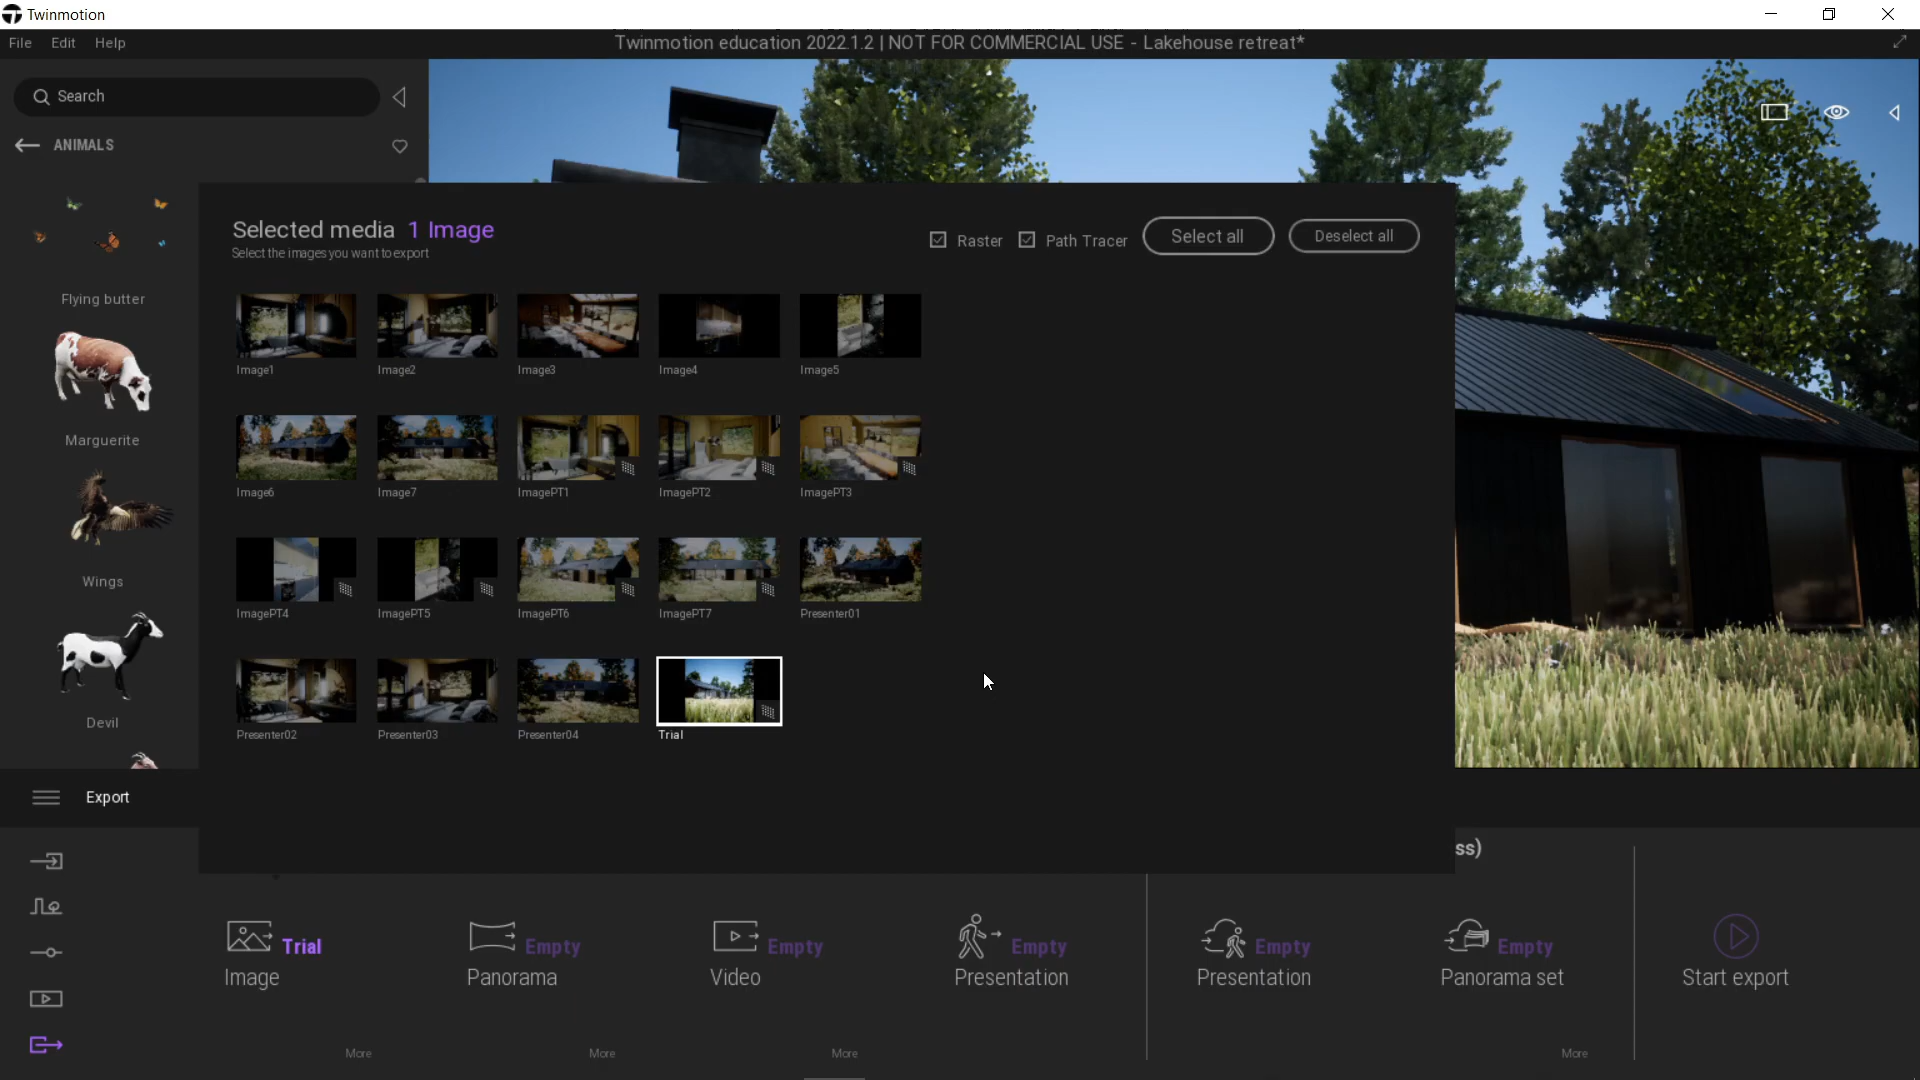 Twinmotion
File Edit Help
Twinmotion education 2022.1.2 | NOT FOR COMMERCIAL USE - Lakehouse retreat*
Search
ANIMALS
Flying butter
Marguerite
Wings
Devil
Selected media 1 Image
Select the images you want to export
Raster Path Tracer Select all Deselect all
Image1 Image2 Image3 Image4 Image5
Image6 Image7 ImagePT1 ImagePT2 ImagePT3
ImagePT4 ImagePT5 ImagePT6 ImagePT7 Presenter01
Presenter02 Presenter03 Presenter04 Trial
Export
ss)
Trial Empty Empty Empty Empty Empty
Image Panorama Video Presentation Presentation Panorama set Start export
More More More More